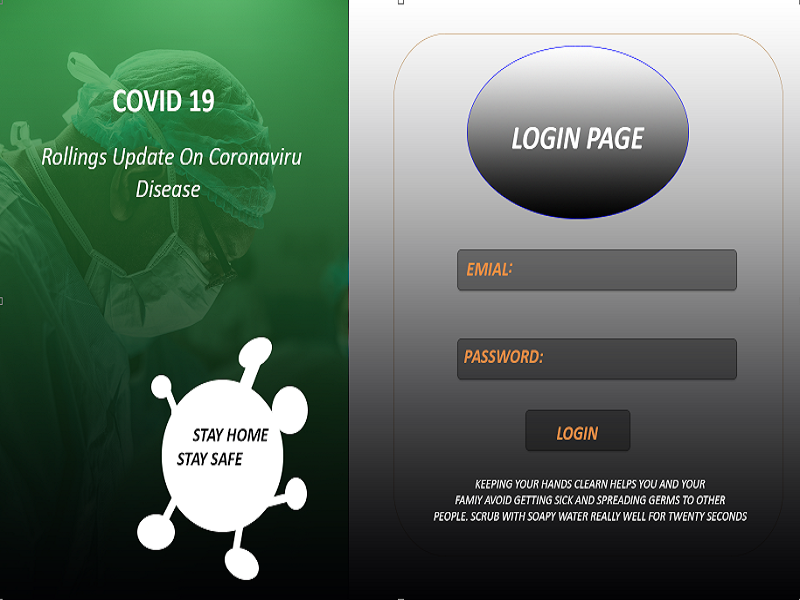 COVID 19
Rollings Update On Coronaviru
Disease
STAY HOME
STAY SAFE
LOGIN PAGE
EMIAL:
PASSWORD:
LOGIN
KEEPING YOUR HANDS CLEARN HELPS YOU AND YOUR
FAMIY AVOID GETTING SICK AND SPREADING GERMS TO OTHER
PEOPLE. SCRUB WITH SOAPY WATER REALLY WELL FOR TWENTY SECONDS